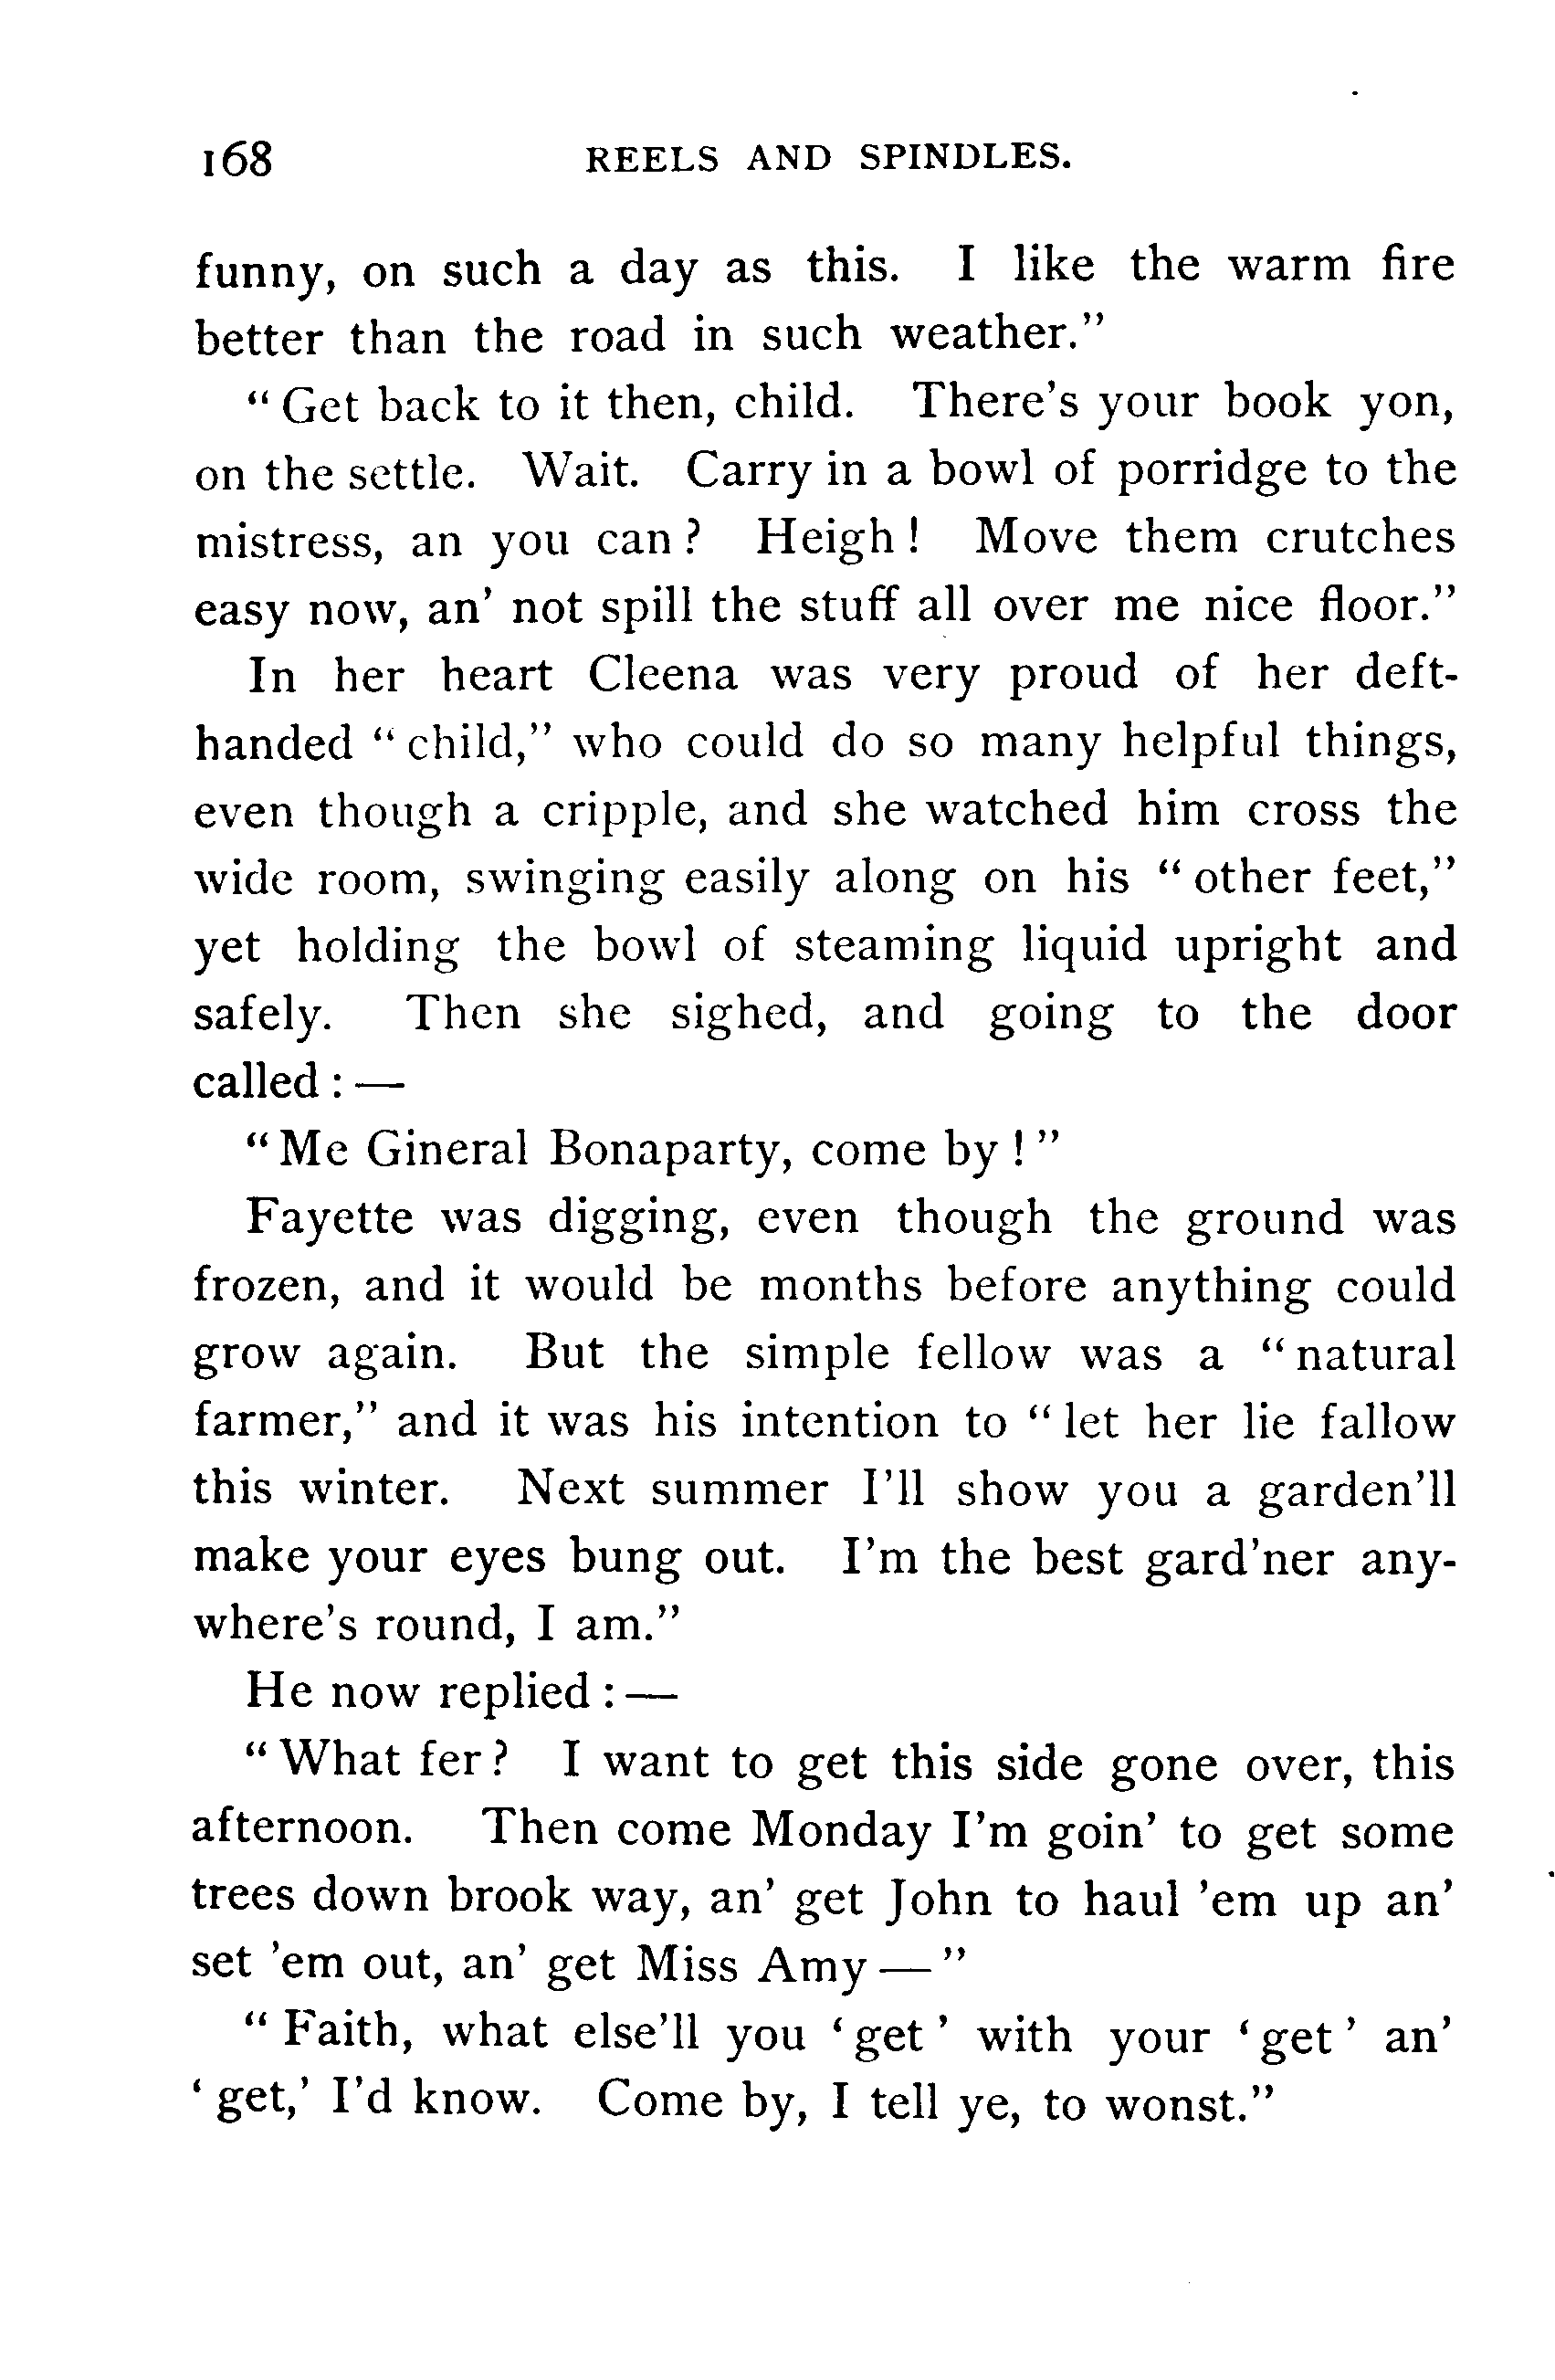 168 REELS AND SPINDLES.
funny, on such a day as this. I like the warm fire
better than the road in such weather.”
“ Get back to it then, child. There’s your book yon,
on the settle. Wait. Carry in a bowl of porridge to the
mistress, an you can ? Heigh ! Move them crutches
easy now, an’ not spill the stuff all over me nice floor.”
In her heart Cleena was very proud of her deft-
handed “ child,” who could do so many helpful things,
even though a cripple, and she watched him cross the
wide room, swinging easily along on his “ other feet,”
yet holding the bowl of steaming liquid upright and
safely. Then she sighed, and going to the door
called : —
“ Me Gineral Bonaparty, come by ! ”
Fayette was digging, even though the ground was
frozen, and it would be months before anything could
grow again. But the simple fellow was a “ natural
farmer,” and it was his intention to “ let her lie fallow
this winter. Next summer I’ll show you a garden’ll
make your eyes bung out. I’m the best gard’ner any-
where’s round, I am.”
He now replied : —
“ What fer ? I want to get this side gone over, this
afternoon. Then come Monday I’m goin’ to get some
trees down brook way, an’ get John to haul ’em up an’
set ’em out, an’ get Miss Amy — ”
“ Faith, what else’ll you ‘ get ’ with your ‘ get ’ an’
‘ get,’ I’d know. Come by, I tell ye, to wonst.”